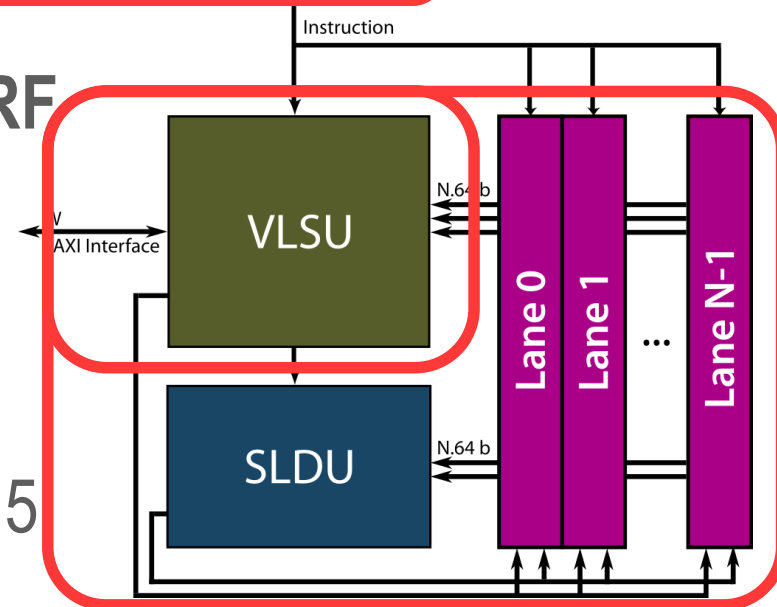 Instruction
RF
N.64 b
VLSU
AXI Interface
Lane 0
Lane 1
...
Lane N-1
N.64 b
SLDU
5